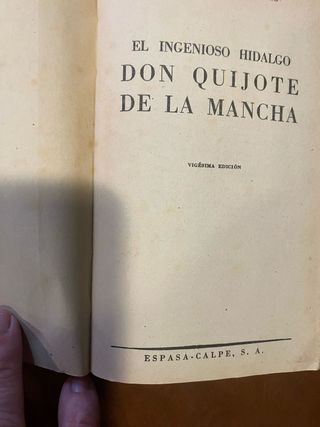 EL INGENIOSO HIDALGO
DON QUIJOTE
DE LA MANCHA
VIGÉSIMA EDICIÓN
ESPASA-CALPE, S. A.